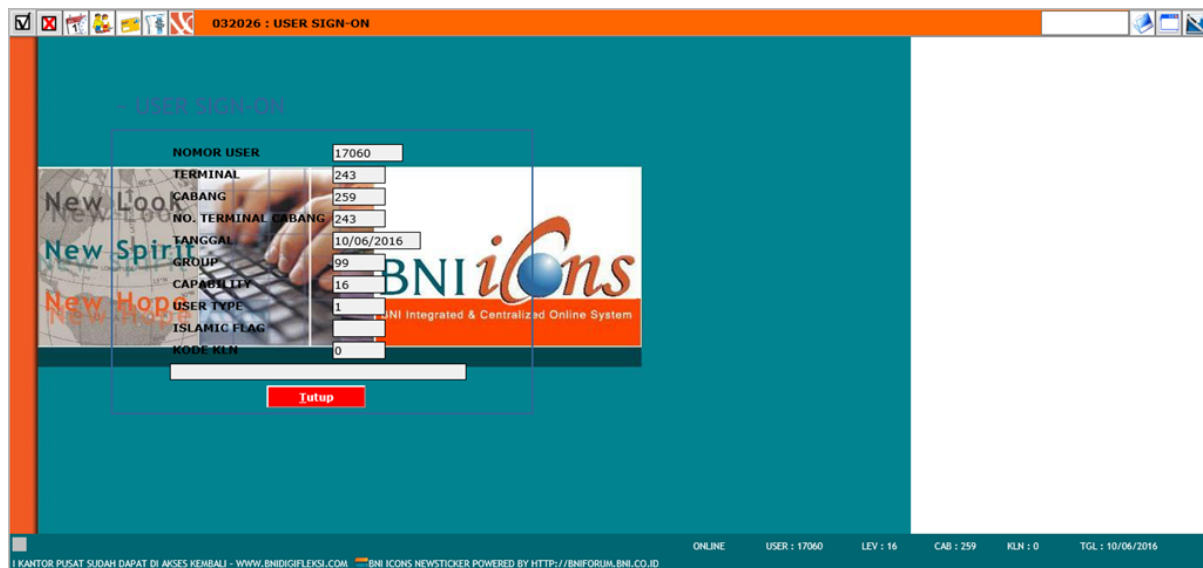 032026 : USER SIGN-ON
- USER SIGN-ON
NOMOR USER 17060
TERMINAL 243
CABANG 259
NO. TERMINAL CABANG 243
TANGGAL 10/06/2016
GROUP 99
CAPABILITY 16
USER TYPE 1
ISLAMIC FLAG
KODE KLN 0
Tutup
New Look
New Spirit
New Hope
BNI iCons
BNI Integrated & Centralized Online System
ONLINE USER : 17060 LEV : 16 CAB : 259 KLN : 0 TGL : 10/06/2016
I KANTOR PUSAT SUDAH DAPAT DI AKSES KEMBALI - WWW.BNIDIGIFLEKSI.COM BNI ICONS NEWSTICKER POWERED BY HTTP://BNIFORUM.BNI.CO.ID